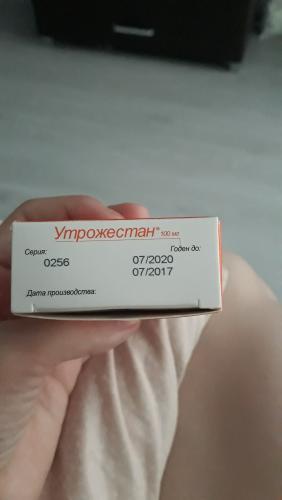 Утрожестан® 100 мг
Серия: Годен до:
0256 07/2020
07/2017
Дата производства: